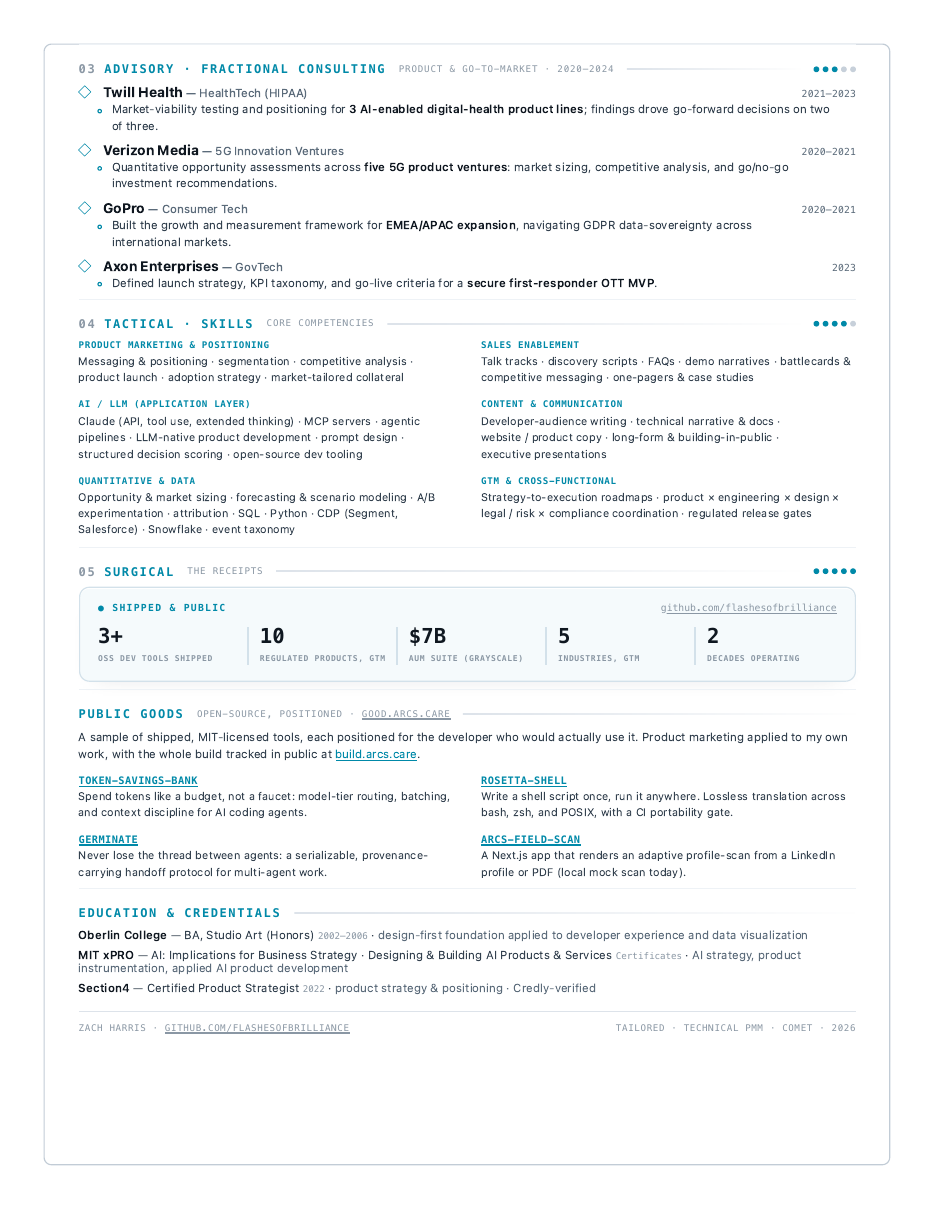 03 ADVISORY · FRACTIONAL CONSULTING PRODUCT & GO-TO-MARKET · 2020–2024
Twill Health — HealthTech (HIPAA) 2021–2023
Market-viability testing and positioning for 3 AI-enabled digital-health product lines; findings drove go-forward decisions on two
of three.
Verizon Media — 5G Innovation Ventures 2020–2021
Quantitative opportunity assessments across five 5G product ventures: market sizing, competitive analysis, and go/no-go
investment recommendations.
GoPro — Consumer Tech 2020–2021
Built the growth and measurement framework for EMEA/APAC expansion, navigating GDPR data-sovereignty across
international markets.
Axon Enterprises — GovTech 2023
Defined launch strategy, KPI taxonomy, and go-live criteria for a secure first-responder OTT MVP.
04 TACTICAL · SKILLS CORE COMPETENCIES
PRODUCT MARKETING & POSITIONING
Messaging & positioning · segmentation · competitive analysis ·
product launch · adoption strategy · market-tailored collateral
SALES ENABLEMENT
Talk tracks · discovery scripts · FAQs · demo narratives · battlecards &
competitive messaging · one-pagers & case studies
AI / LLM (APPLICATION LAYER)
Claude (API, tool use, extended thinking) · MCP servers · agentic
pipelines · LLM-native product development · prompt design ·
structured decision scoring · open-source dev tooling
CONTENT & COMMUNICATION
Developer-audience writing · technical narrative & docs ·
website / product copy · long-form & building-in-public ·
executive presentations
QUANTITATIVE & DATA
Opportunity & market sizing · forecasting & scenario modeling · A/B
experimentation · attribution · SQL · Python · CDP (Segment,
Salesforce) · Snowflake · event taxonomy
GTM & CROSS-FUNCTIONAL
Strategy-to-execution roadmaps · product × engineering × design ×
legal / risk × compliance coordination · regulated release gates
05 SURGICAL THE RECEIPTS
● SHIPPED & PUBLIC github.com/flashesofbrilliance
3+ 10 $7B 5 2
OSS DEV TOOLS SHIPPED REGULATED PRODUCTS, GTM AUM SUITE (GRAYSCALE) INDUSTRIES, GTM DECADES OPERATING
PUBLIC GOODS OPEN-SOURCE, POSITIONED · GOOD.ARCS.CARE
A sample of shipped, MIT-licensed tools, each positioned for the developer who would actually use it. Product marketing applied to my own
work, with the whole build tracked in public at build.arcs.care.
TOKEN-SAVINGS-BANK
Spend tokens like a budget, not a faucet: model-tier routing, batching,
and context discipline for AI coding agents.
ROSETTA-SHELL
Write a shell script once, run it anywhere. Lossless translation across
bash, zsh, and POSIX, with a CI portability gate.
GERMINATE
Never lose the thread between agents: a serializable, provenance-
carrying handoff protocol for multi-agent work.
ARCS-FIELD-SCAN
A Next.js app that renders an adaptive profile-scan from a LinkedIn
profile or PDF (local mock scan today).
EDUCATION & CREDENTIALS
Oberlin College — BA, Studio Art (Honors) 2002–2006 · design-first foundation applied to developer experience and data visualization
MIT xPRO — AI: Implications for Business Strategy · Designing & Building AI Products & Services Certificates · AI strategy, product
instrumentation, applied AI product development
Section4 — Certified Product Strategist 2022 · product strategy & positioning · Credly-verified
ZACH HARRIS · GITHUB.COM/FLASHESOFBRILLIANCE TAILORED · TECHNICAL PMM · COMET · 2026